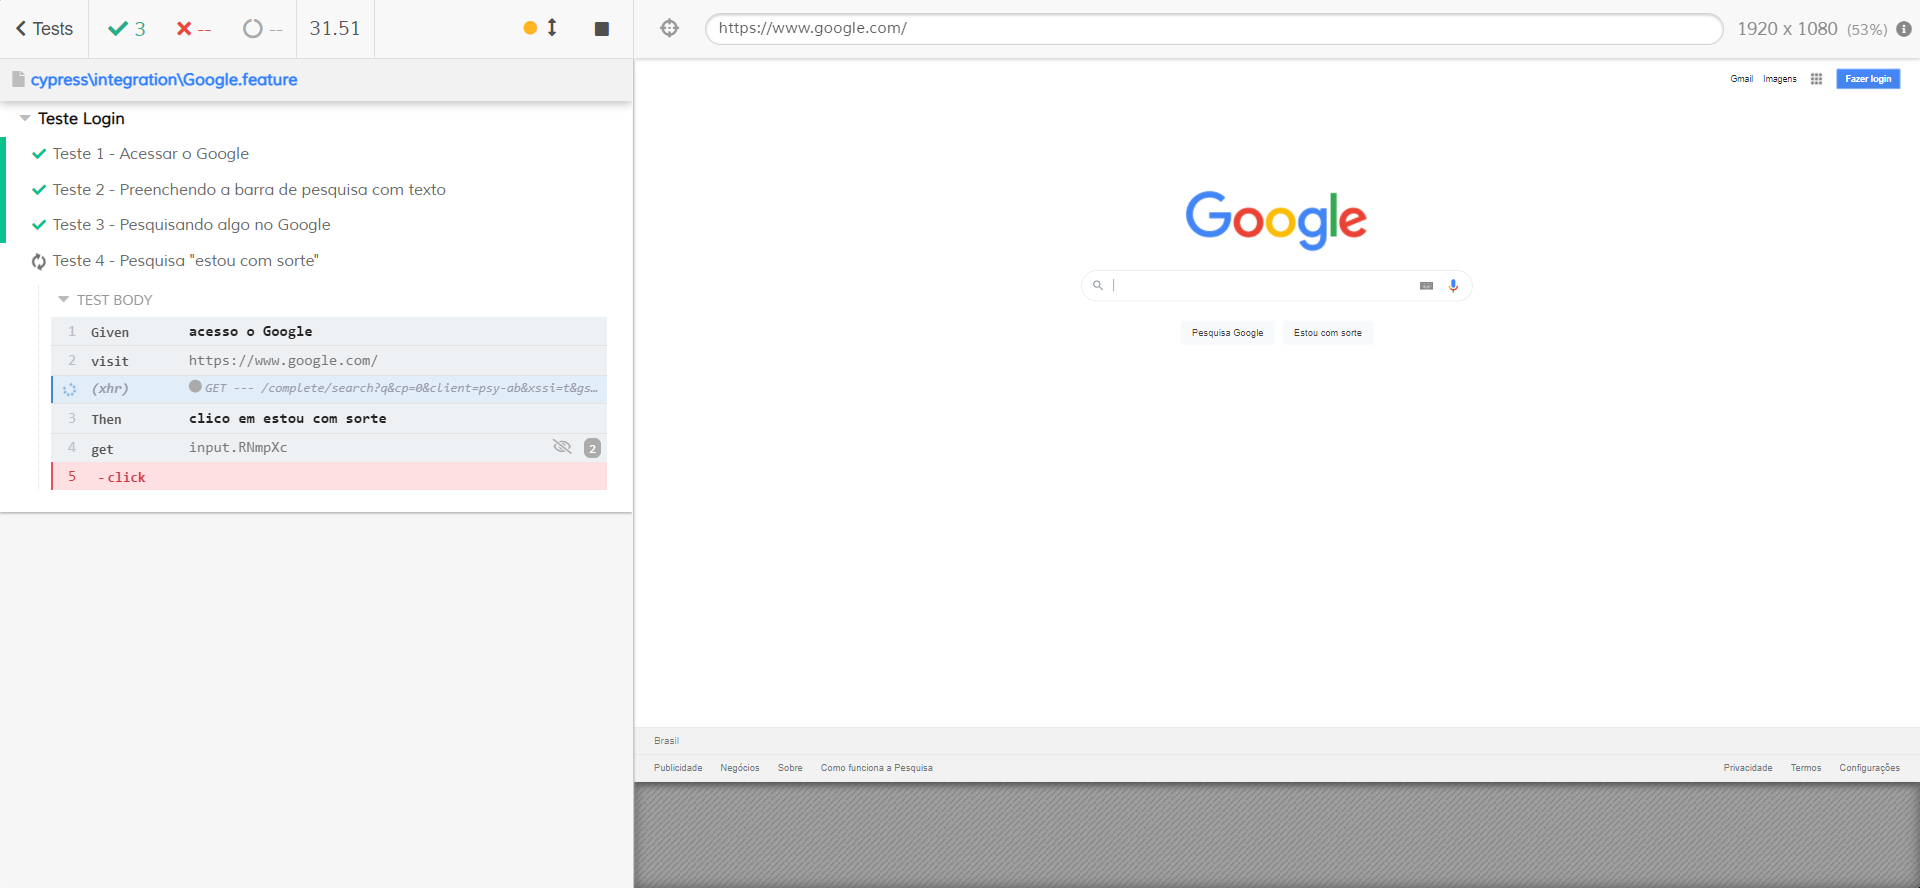 Tests 3 -- -- 31.51
cypress\integration\Google.feature
Teste Login
Teste 1 - Acessar o Google
Teste 2 - Preenchendo a barra de pesquisa com texto
Teste 3 - Pesquisando algo no Google
Teste 4 - Pesquisa "estou com sorte"
TEST BODY
1 Given acesso o Google
2 visit https://www.google.com/
(xhr) GET --- /complete/search?q&cp=0&client=psy-ab&xssi=t&gs…
3 Then clico em estou com sorte
4 get input.RNmpXc 2
5 -click
https://www.google.com/ 1920 x 1080 (53%)
Gmail Imagens Fazer login
Google
Pesquisa Google Estou com sorte
Brasil
Publicidade Negócios Sobre Como funciona a Pesquisa Privacidade Termos Configurações